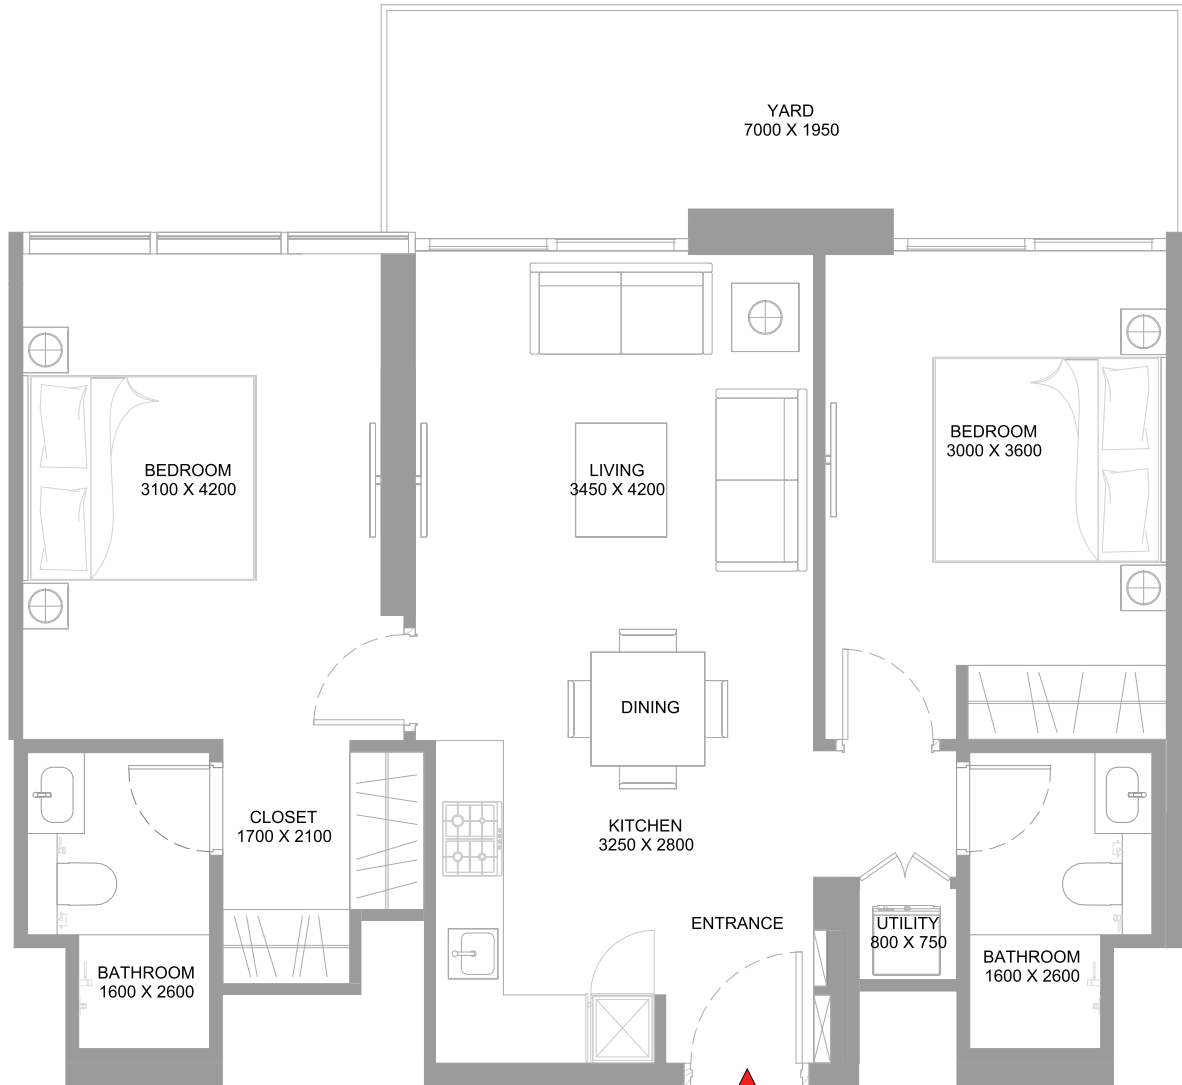 YARD
7000 X 1950
BEDROOM
3100 X 4200
LIVING
3450 X 4200
BEDROOM
3000 X 3600
DINING
CLOSET
1700 X 2100
KITCHEN
3250 X 2800
ENTRANCE
UTILITY
800 X 750
BATHROOM
1600 X 2600
BATHROOM
1600 X 2600